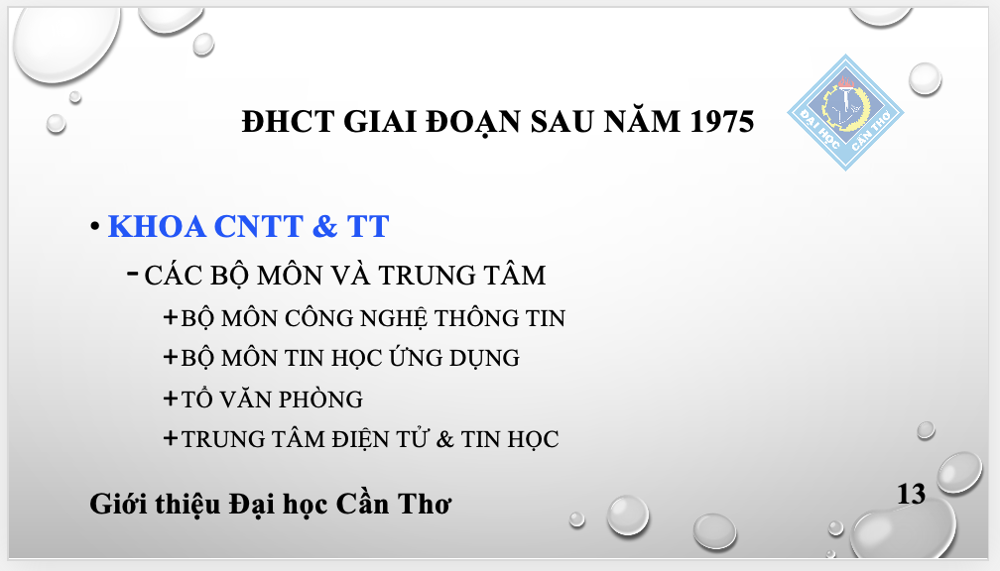 ĐHCT GIAI ĐOẠN SAU NĂM 1975
ĐẠI HỌC CẦN THƠ
• KHOA CNTT & TT
- CÁC BỘ MÔN VÀ TRUNG TÂM
+BỘ MÔN CÔNG NGHỆ THÔNG TIN
+BỘ MÔN TIN HỌC ỨNG DỤNG
+TỔ VĂN PHÒNG
+TRUNG TÂM ĐIỆN TỬ & TIN HỌC
Giới thiệu Đại học Cần Thơ
13